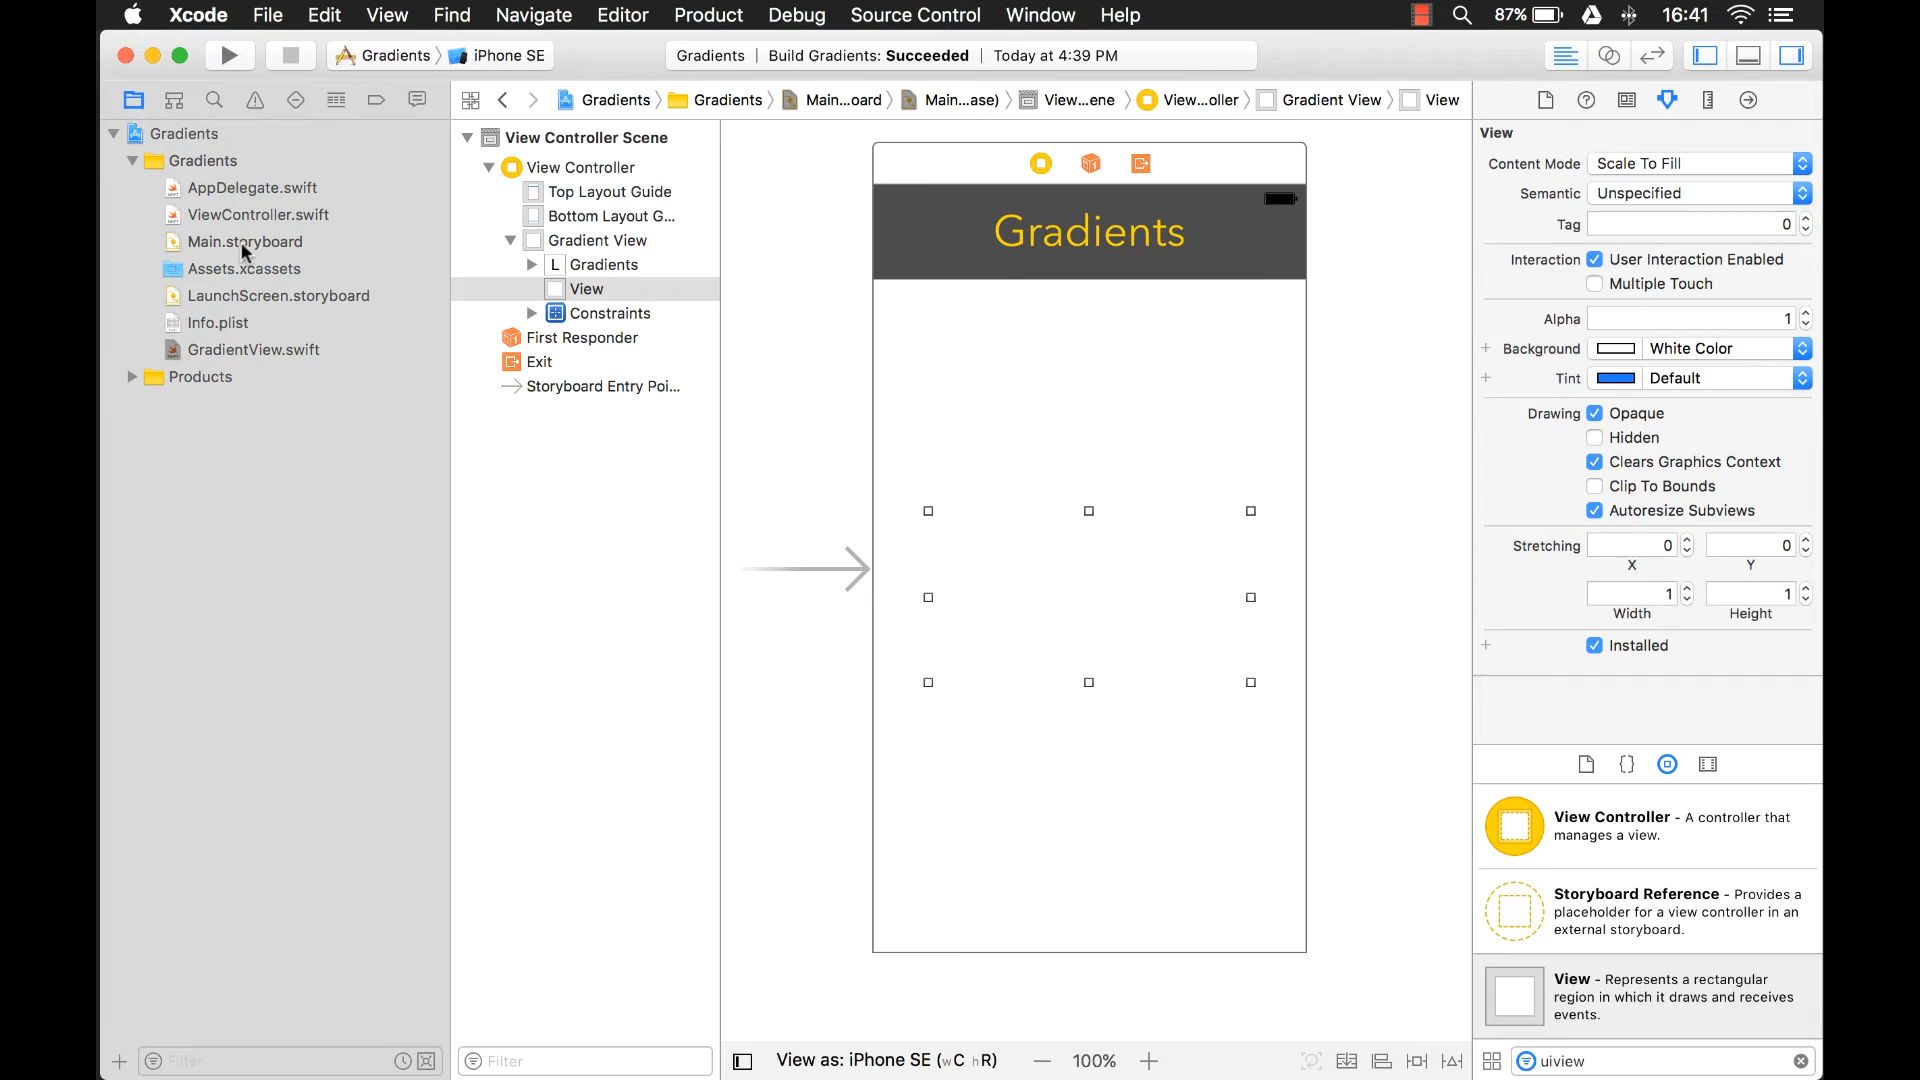 Xcode File Edit View Find Navigate Editor Product Debug Source Control Window Help 87% 16:41
Gradients iPhone SE Gradients | Build Gradients: Succeeded | Today at 4:39 PM
Gradients Gradients Main...oard Main...ase) View...ene View...oller Gradient View View
Gradients
Gradients
AppDelegate.swift
ViewController.swift
Main.storyboard
Assets.xcassets
LaunchScreen.storyboard
Info.plist
GradientView.swift
Products
Filter
View Controller Scene
View Controller
Top Layout Guide
Bottom Layout G...
Gradient View
L Gradients
View
Constraints
First Responder
Exit
Storyboard Entry Poi...
Filter
Gradients
View as: iPhone SE (wC hR) 100%
View
Content Mode Scale To Fill
Semantic Unspecified
Tag 0
Interaction User Interaction Enabled
Multiple Touch
Alpha 1
Background White Color
Tint Default
Drawing Opaque
Hidden
Clears Graphics Context
Clip To Bounds
Autoresize Subviews
Stretching 0 0
X Y
1 1
Width Height
Installed
View Controller - A controller that
manages a view.
Storyboard Reference - Provides a
placeholder for a view controller in an
external storyboard.
View - Represents a rectangular
region in which it draws and receives
events.
uiview